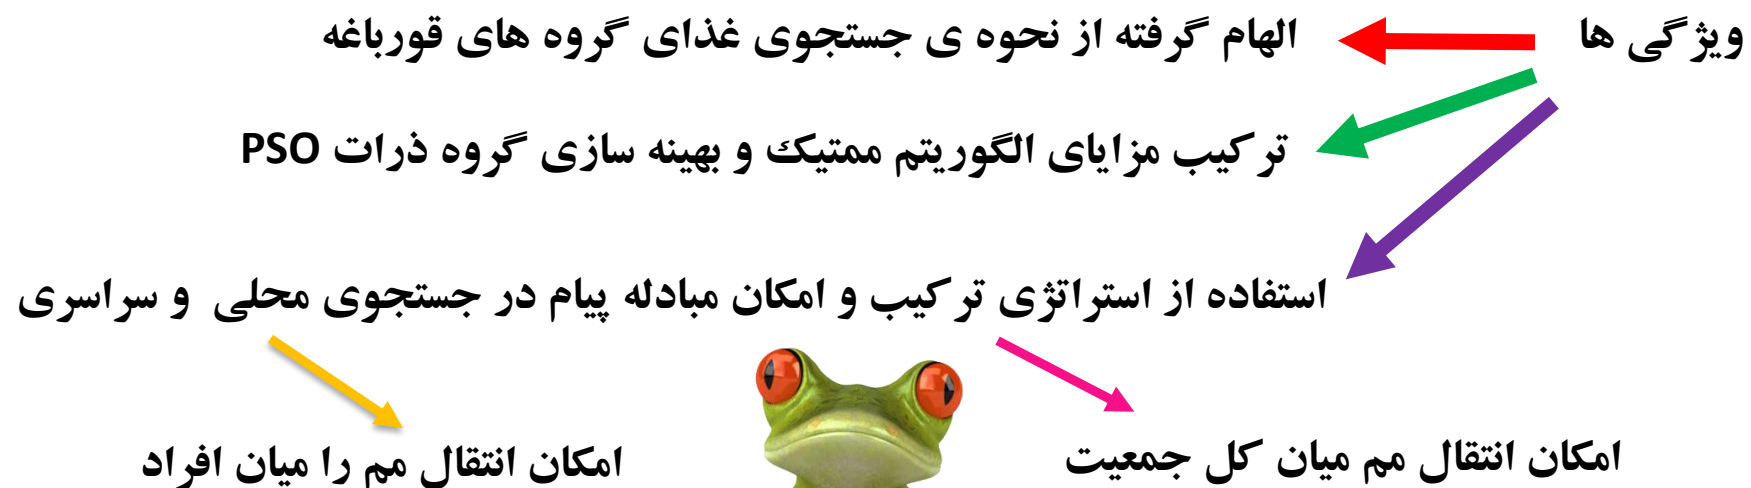 ویژگی ها
الهام گرفته از نحوه ی جستجوی غذای گروه های قورباغه
ترکیب مزایای الگوریتم ممتیک و بهینه سازی گروه ذرات PSO
استفاده از استراتژی ترکیب و امکان مبادله پیام در جستجوی محلی و سراسری
امکان انتقال مم میان کل جمعیت
امکان انتقال مم را میان افراد